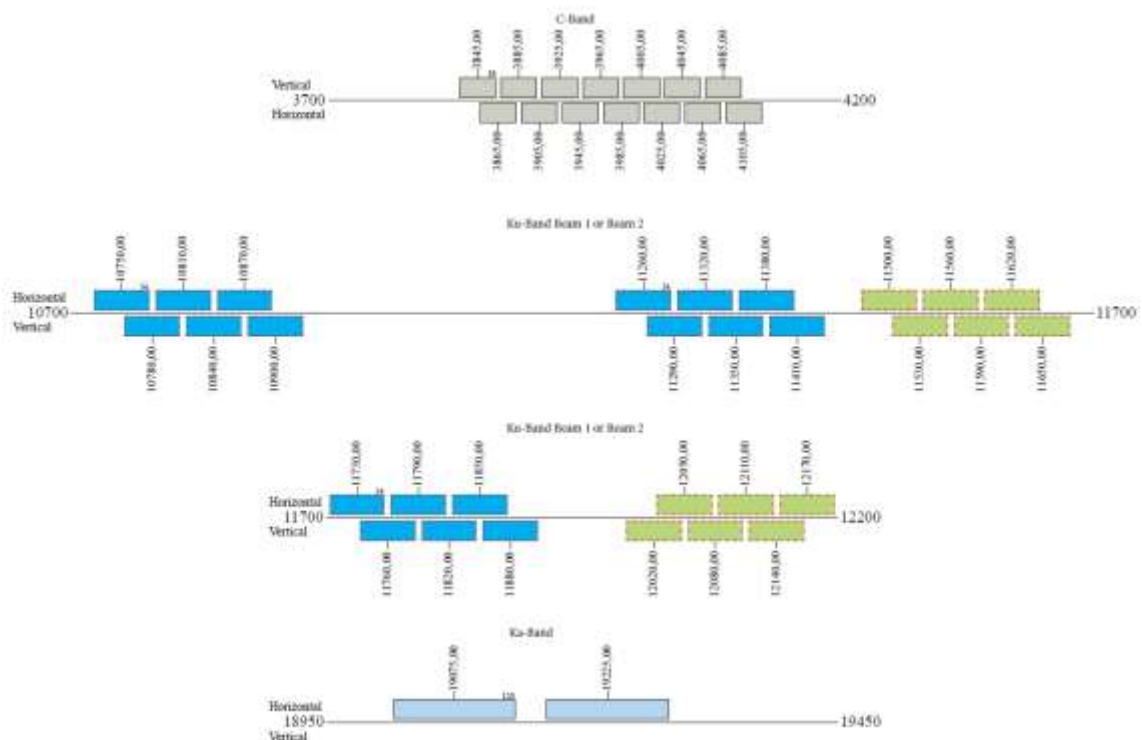 C-Band
3845,00 3885,00 3925,00 3965,00 4005,00 4045,00 4085,00
36
Vertical
3700 4200
Horizontal
3865,00 3905,00 3945,00 3985,00 4025,00 4065,00 4105,00
Ku-Band Beam 1 or Beam 2
10750,00 10810,00 10870,00 11260,00 11320,00 11380,00 11500,00 11560,00 11620,00
Horizontal
10700 11700
Vertical
10780,00 10840,00 10900,00 11290,00 11350,00 11410,00 11530,00 11590,00 11650,00
Ku-Band Beam 1 or Beam 2
11730,00 11790,00 11850,00 12050,00 12110,00 12170,00
Horizontal
11700 12200
Vertical
11760,00 11820,00 11880,00 12020,00 12080,00 12140,00
Ka-Band
19075,00 19225,00
120
Horizontal
18950 19450
Vertical